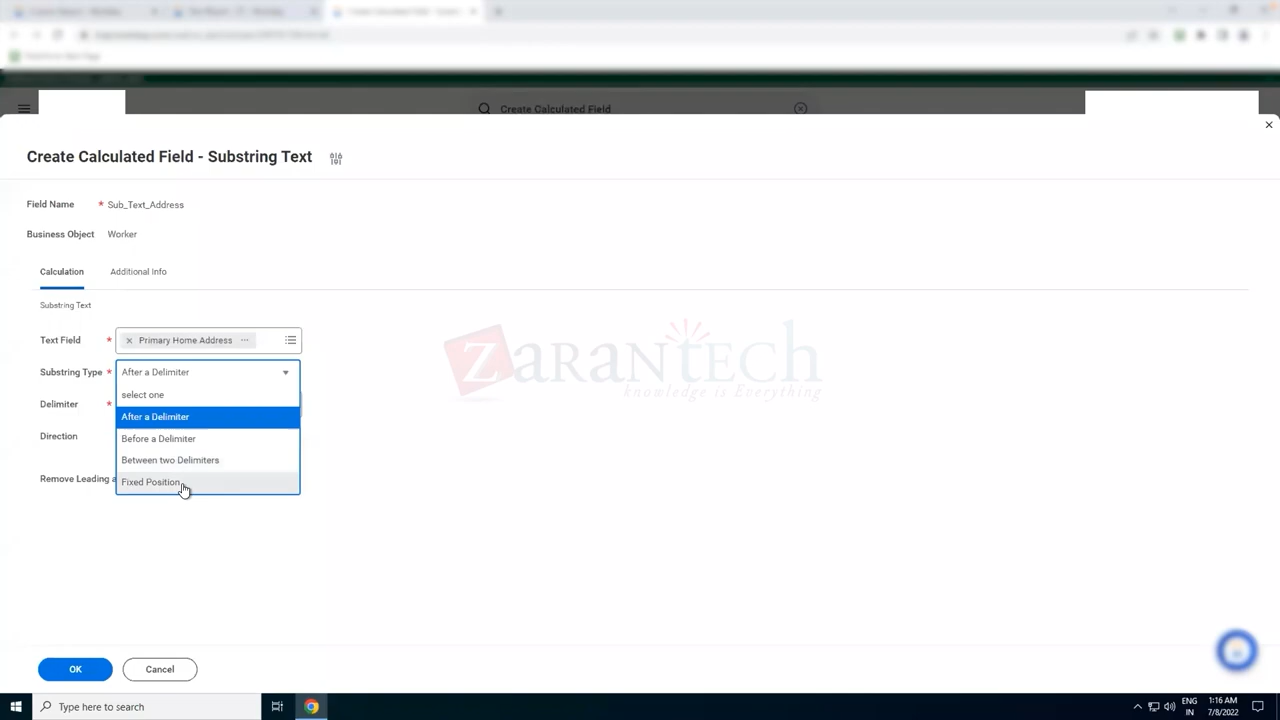 Create Calculated Field
Create Calculated Field - Substring Text
Field Name * Sub_Text_Address
Business Object Worker
Calculation Additional Info
Substring Text
Text Field * × Primary Home Address ...
Substring Type * After a Delimiter
select one
Delimiter *
After a Delimiter
Direction
Before a Delimiter
Between two Delimiters
Remove Leading a
Fixed Position
ZARANTECH
knowledge is Everything
OK Cancel
Type here to search
ENG
IN
1:16 AM
7/8/2022